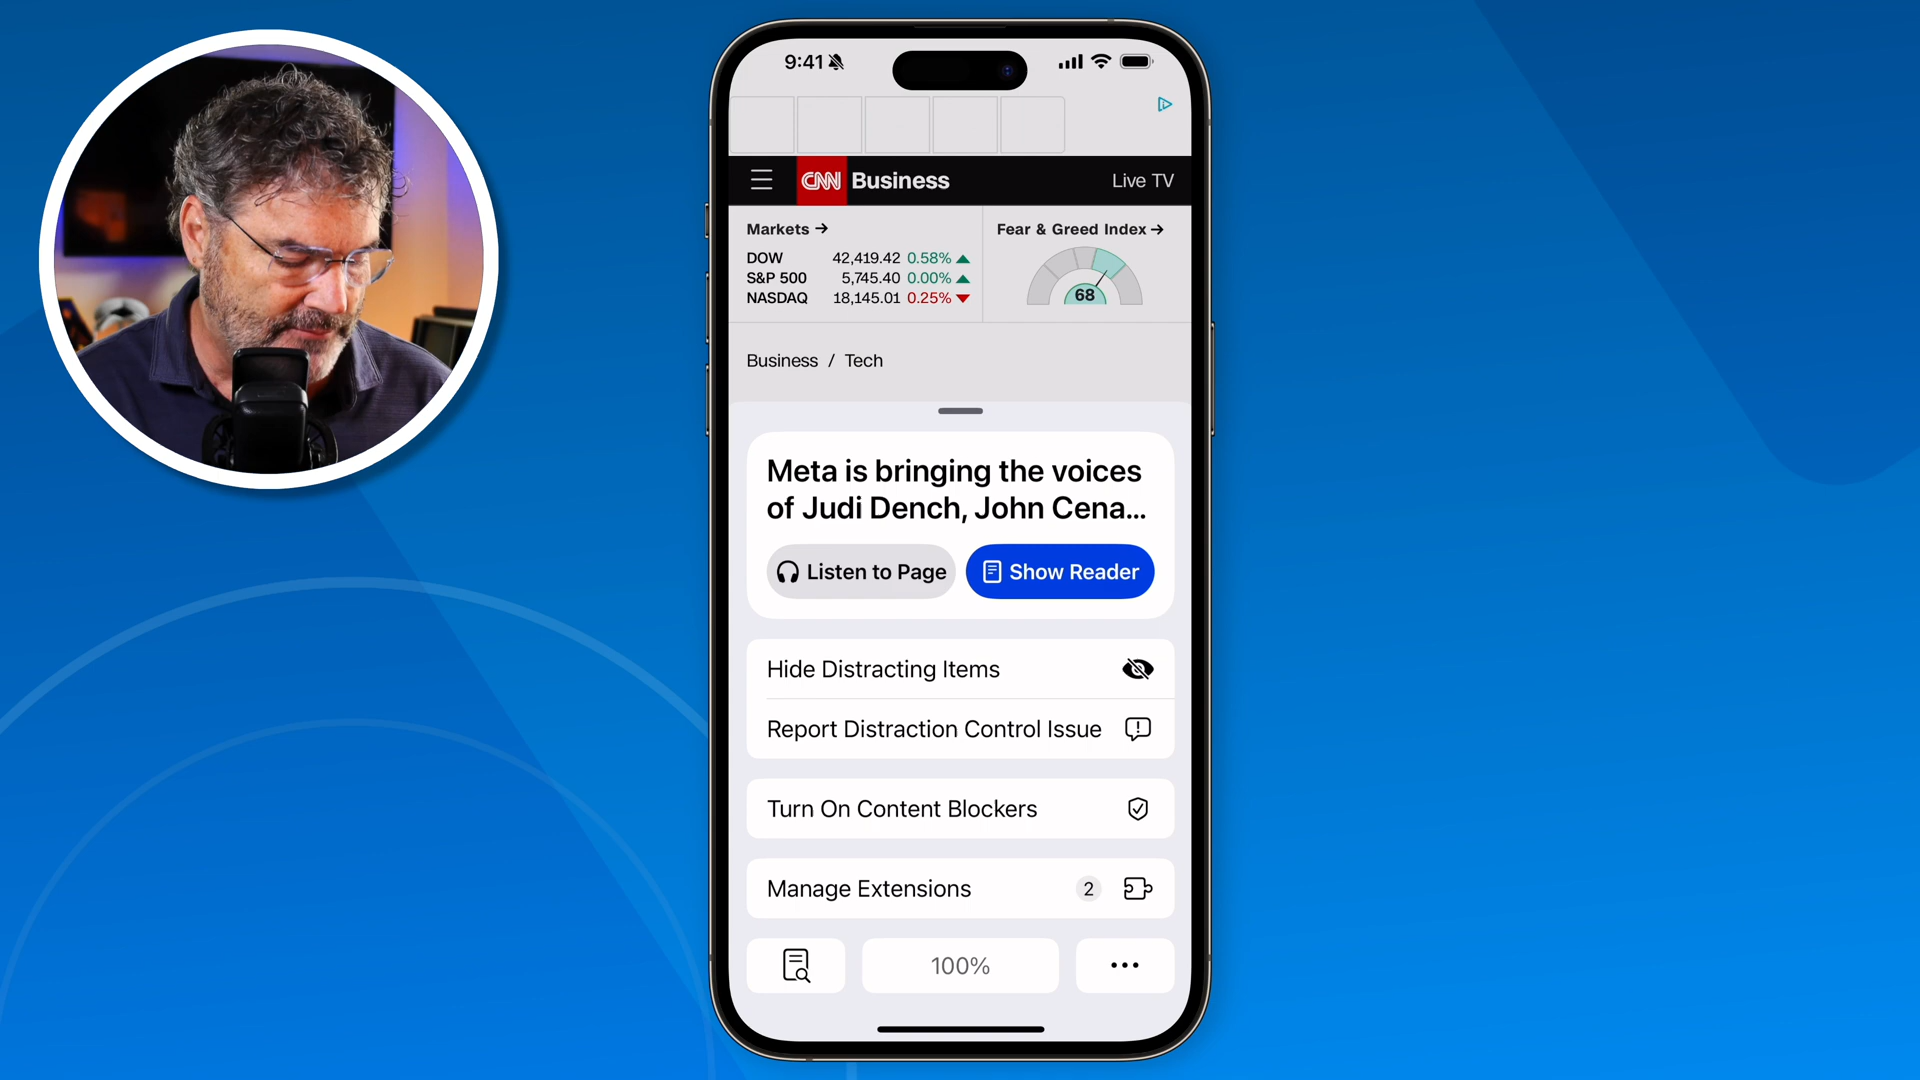 9:41
CNN Business
Live TV
Markets →
DOW 42,419.42 0.58% ▲
S&P 500 5,745.40 0.00% ▲
NASDAQ 18,145.01 0.25% ▼
Fear & Greed Index →
68
Business / Tech
Meta is bringing the voices
of Judi Dench, John Cena...
Listen to Page
Show Reader
Hide Distracting Items
Report Distraction Control Issue
Turn On Content Blockers
Manage Extensions 2
100%